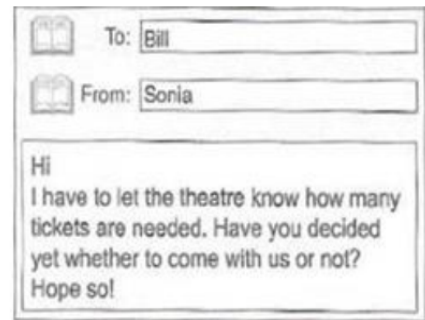 To: Bill
From: Sonia
Hi
I have to let the theatre know how many
tickets are needed. Have you decided
yet whether to come with us or not?
Hope so!